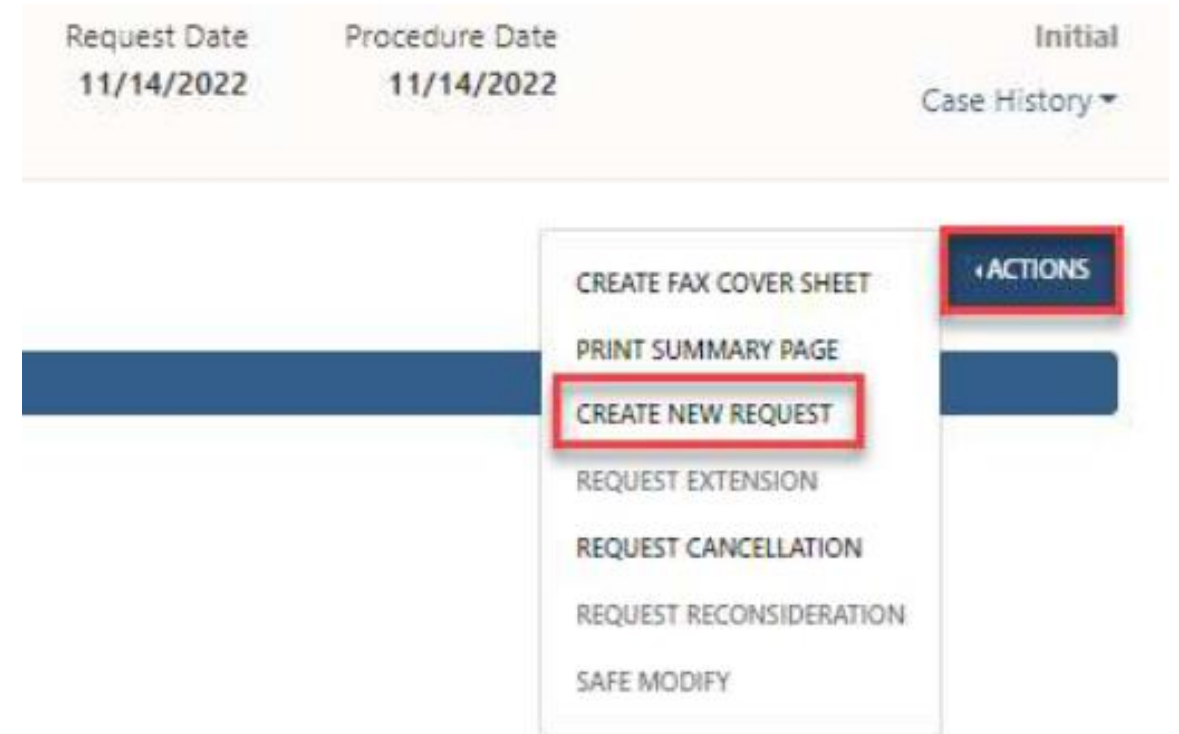 Request Date Procedure Date Initial
11/14/2022 11/14/2022
Case History
ACTIONS
CREATE FAX COVER SHEET
PRINT SUMMARY PAGE
CREATE NEW REQUEST
REQUEST EXTENSION
REQUEST CANCELLATION
REQUEST RECONSIDERATION
SAFE MODIFY